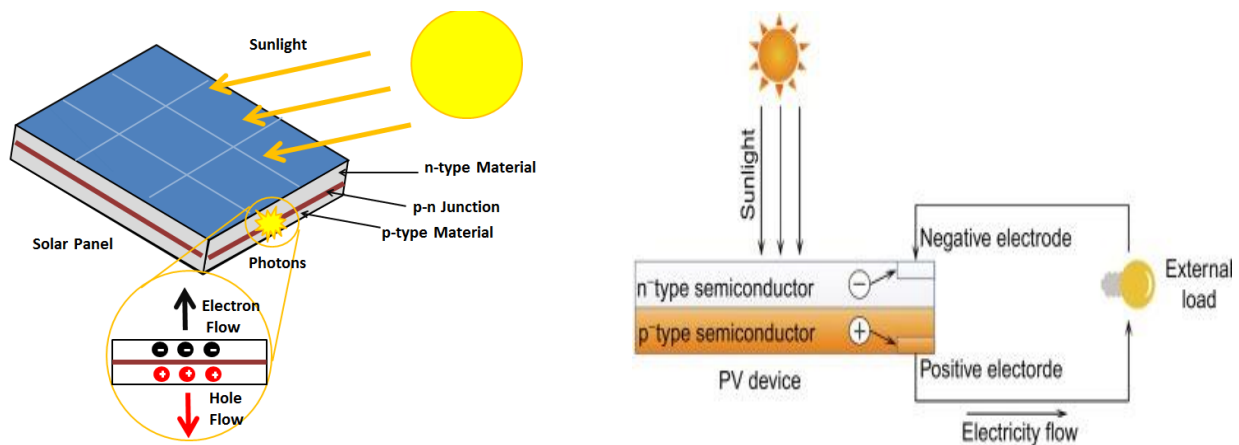 Sunlight
n-type Material
p-n Junction
p-type Material
Solar Panel
Photons
Electron
Flow
Hole
Flow
Sunlight
Negative electrode
n-type semiconductor
External
load
p-type semiconductor
Positive electorde
PV device
Electricity flow